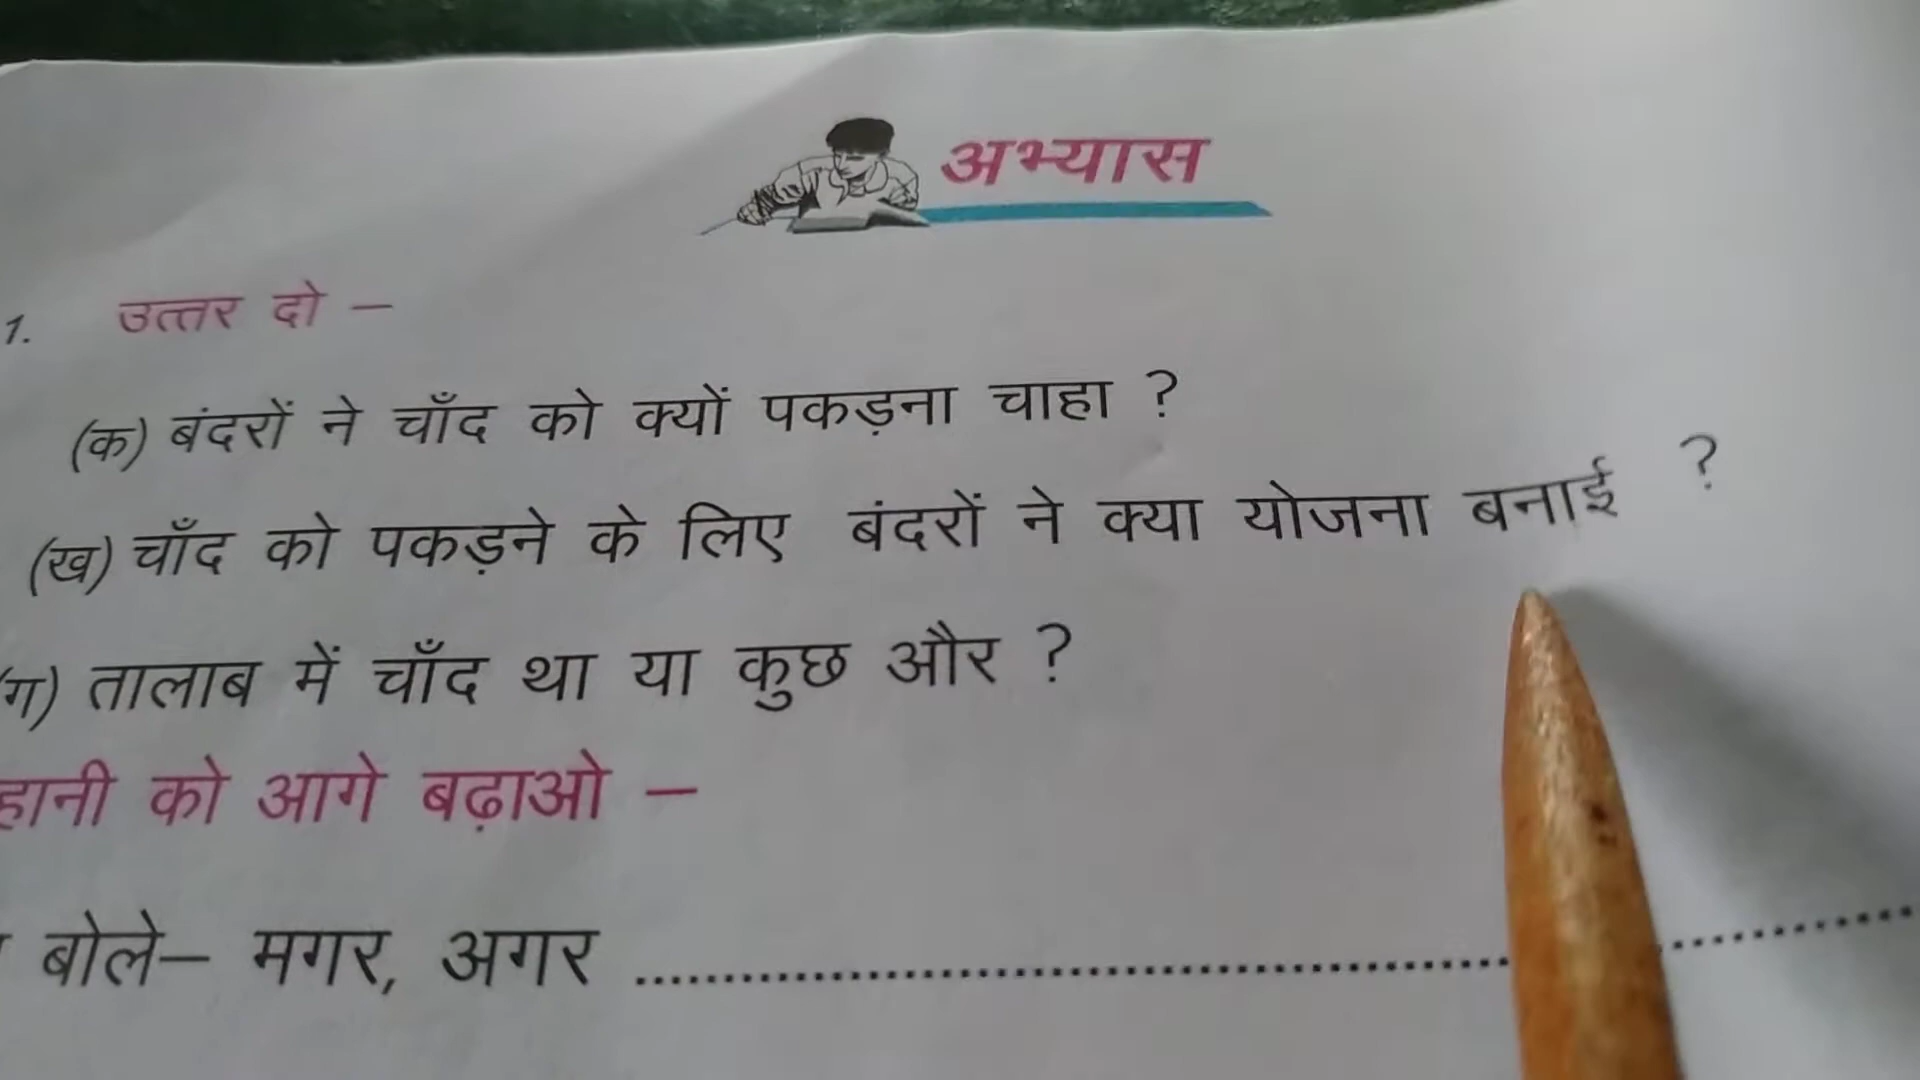 अभ्यास
1. उत्तर दो –
(क) बंदरों ने चाँद को क्यों पकड़ना चाहा ?
(ख) चाँद को पकड़ने के लिए बंदरों ने क्या योजना बनाई ?
ग) तालाब में चाँद था या कुछ और ?
हानी को आगे बढ़ाओ –
बोले– मगर, अगर ....................................................